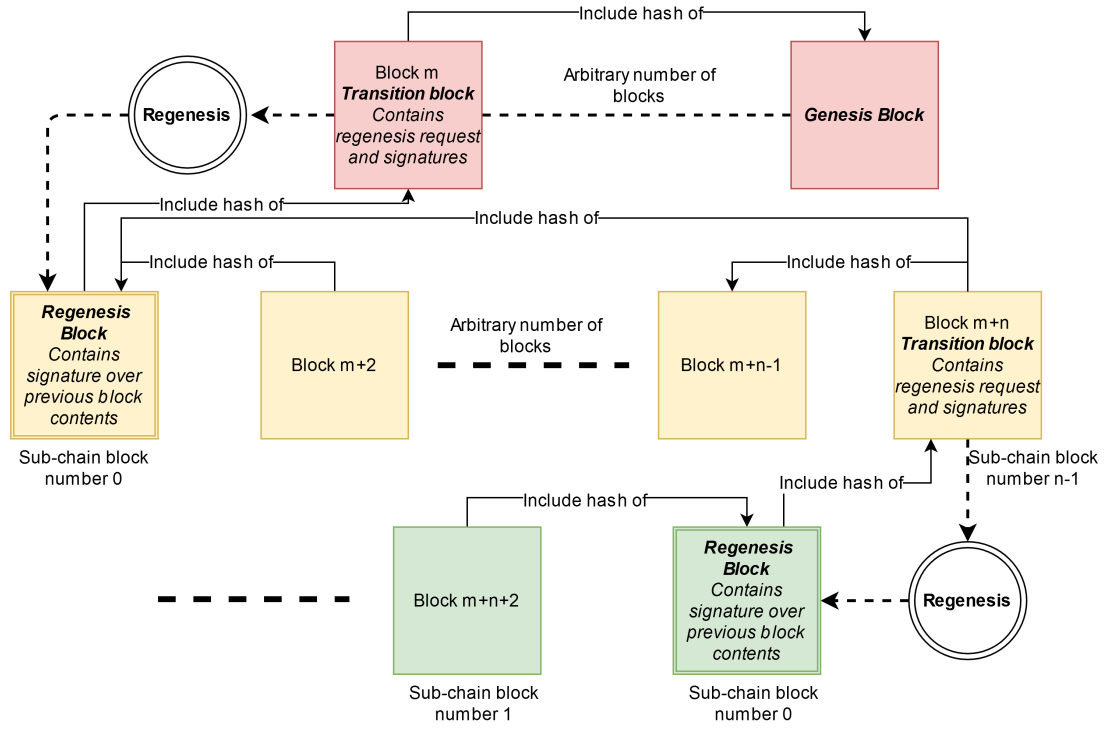 Include hash of
Block m
Transition block
Contains
regenesis request
and signatures
Arbitrary number of
blocks
Genesis Block
Regenesis
Include hash of
Include hash of
Include hash of
Include hash of
Regenesis
Block
Contains
signature over
previous block
contents
Sub-chain block
number 0
Block m+2
Arbitrary number of
blocks
Block m+n-1
Block m+n
Transition block
Contains
regenesis request
and signatures
Sub-chain block
number n-1
Include hash of
Include hash of
Block m+n+2
Sub-chain block
number 1
Regenesis
Block
Contains
signature over
previous block
contents
Sub-chain block
number 0
Regenesis